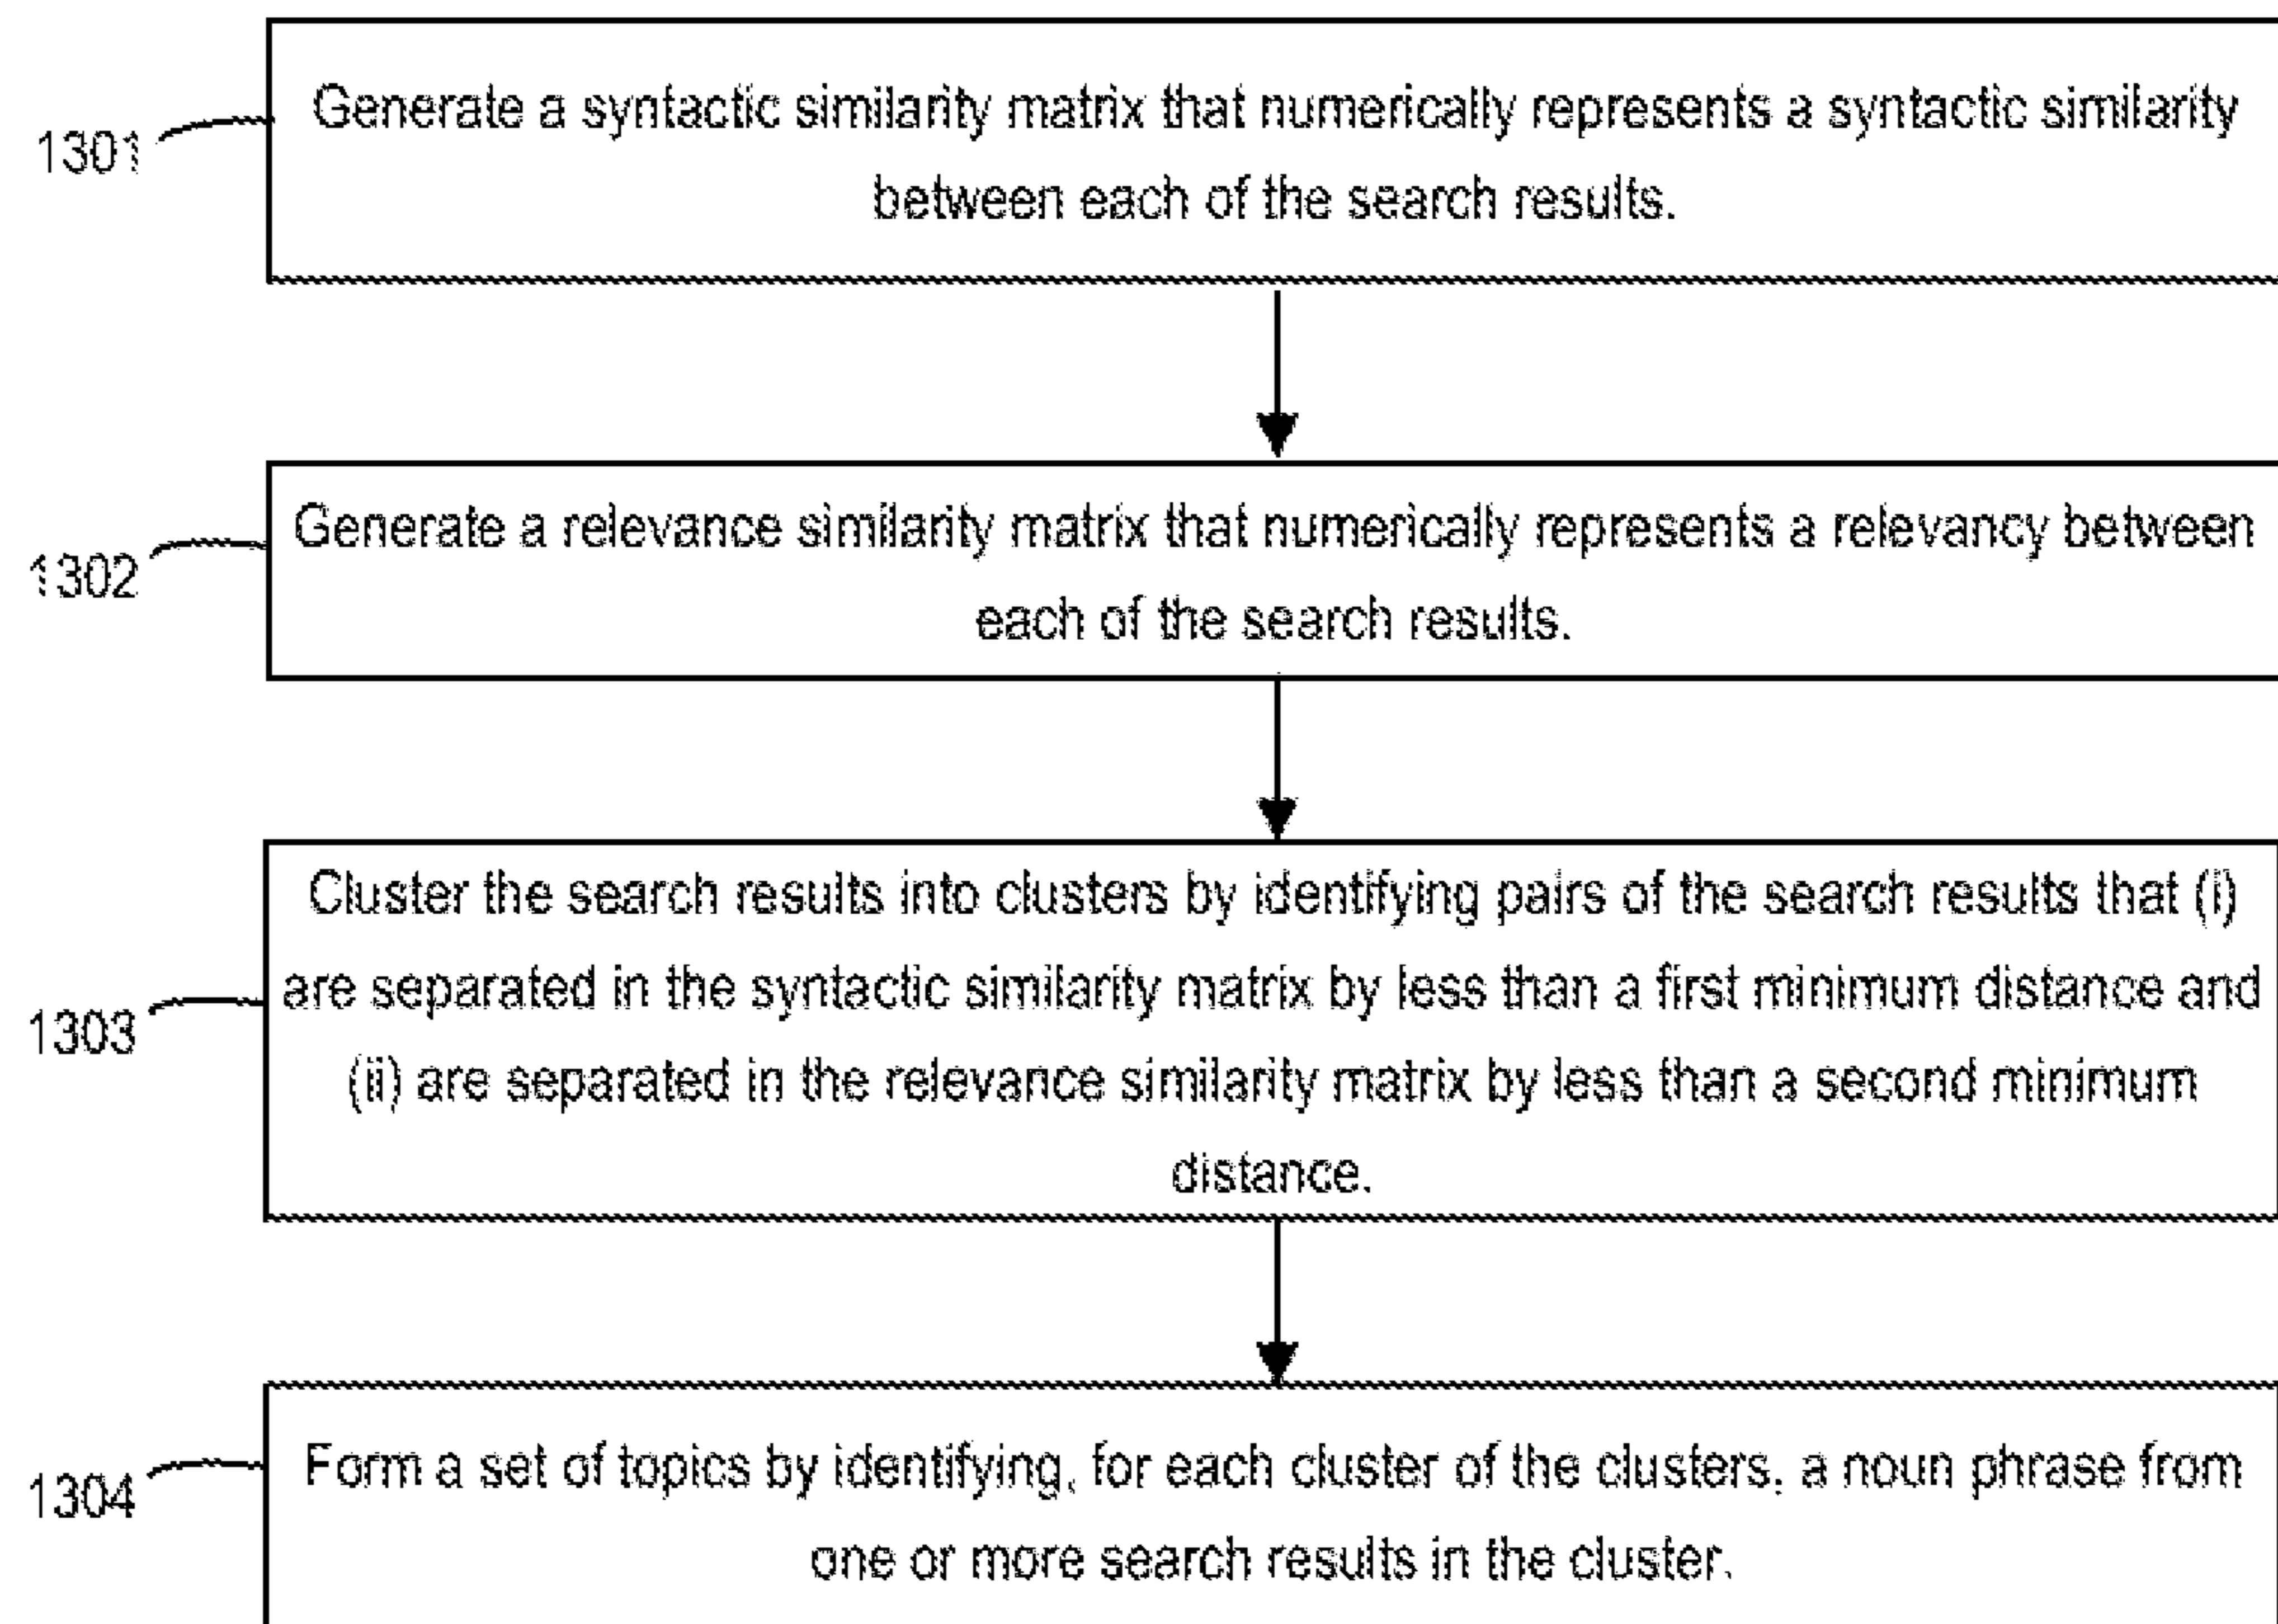 Generate a syntactic similarity matrix that numerically represents a syntactic similarity
1301
between each of the search results.
Generate a relevance similarity matrix that numerically represents a relevancy between
1302
each of the search results.
Cluster the search results into clusters by identifying pairs of the search results that (i)
are separated in the syntactic similarity matrix by less than a first minimum distance and
1303
(ii) are separated in the relevance similarity matrix by less than a second minimum
distance.
Form a set of topics by identifying, for each cluster of the clusters, a noun phrase from
1304
one or more search results in the cluster.